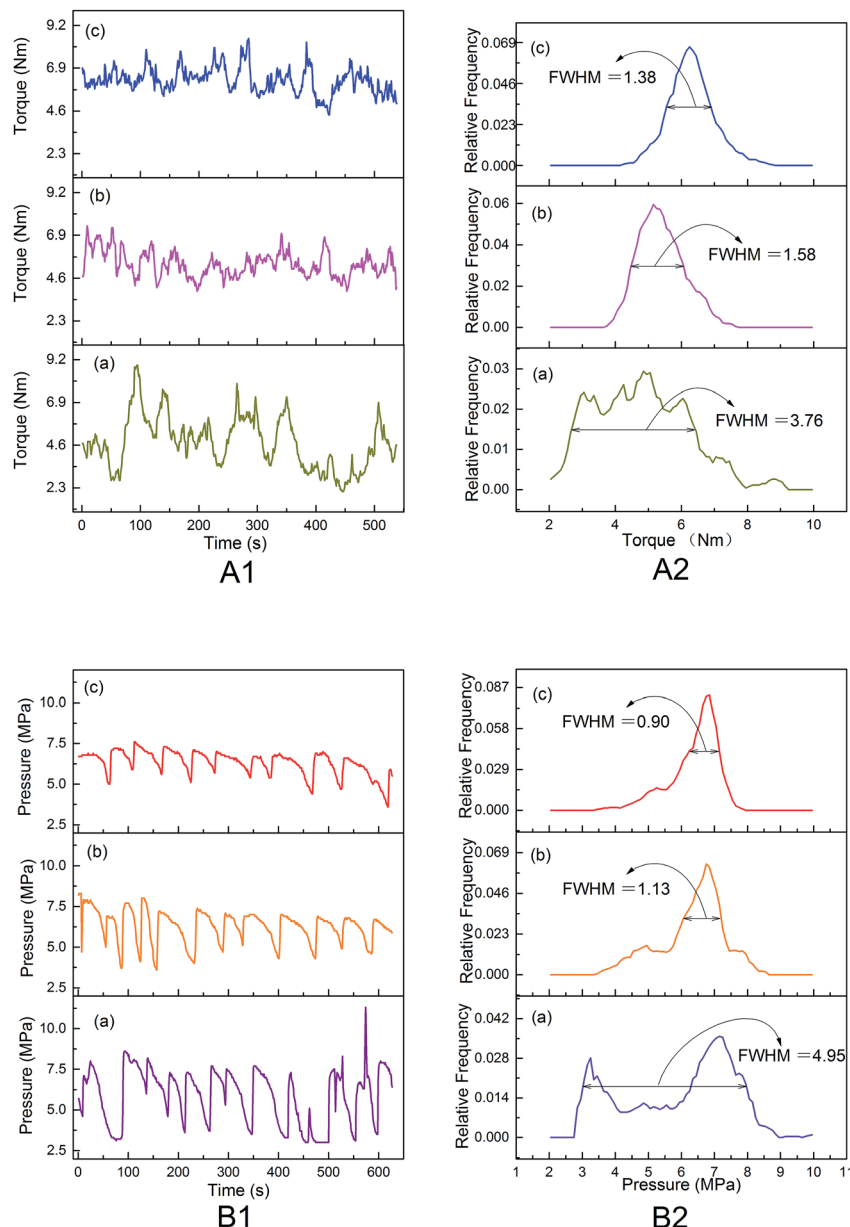 (c)
Torque (Nm)
9.2
6.9
4.6
2.3
(b)
Torque (Nm)
9.2
6.9
4.6
2.3
(a)
Torque (Nm)
9.2
6.9
4.6
2.3
0 100 200 300 400 500
Time (s)
A1
(c)
Relative Frequency
0.069
0.046
0.023
0.000
FWHM=1.38
(b)
Relative Frequency
0.06
0.04
0.02
0.00
FWHM=1.58
(a)
Relative Frequency
0.03
0.02
0.01
0.00
FWHM=3.76
2 4 6 8 10
Torque (Nm)
A2
(c)
Pressure (MPa)
10.0
7.5
5.0
2.5
(b)
Pressure (MPa)
10.0
7.5
5.0
2.5
(a)
Pressure (MPa)
10.0
7.5
5.0
2.5
0 100 200 300 400 500 600
Time (s)
B1
(c)
Relative Frequency
0.087
0.058
0.029
0.000
FWHM=0.90
(b)
Relative Frequency
0.069
0.046
0.023
0.000
FWHM=1.13
(a)
Relative Frequency
0.042
0.028
0.014
0.000
FWHM=4.95
1 2 3 4 5 6 7 8 9 10 11
Pressure (MPa)
B2